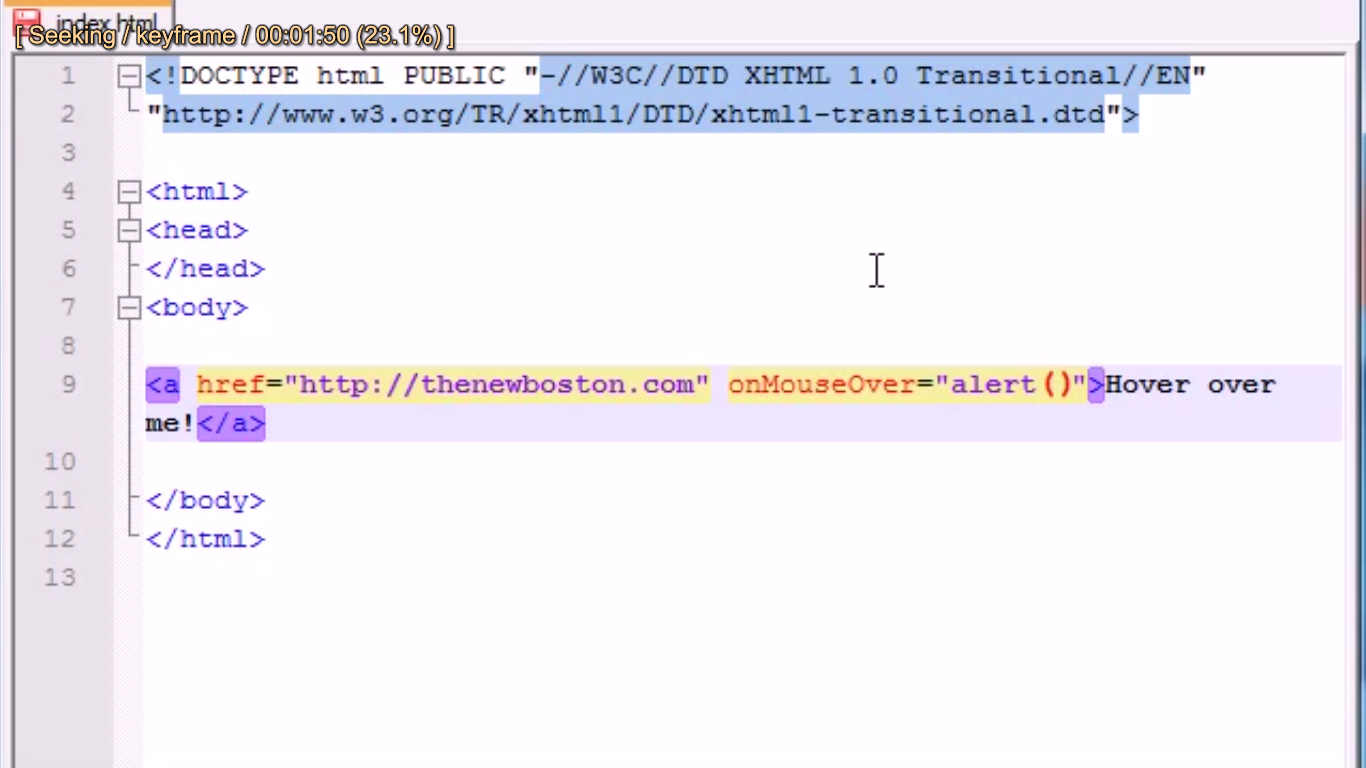 index.html
[ Seeking / keyframe / 00:01:50 (23.1%) ]
1 <!DOCTYPE html PUBLIC "-//W3C//DTD XHTML 1.0 Transitional//EN"
2 "http://www.w3.org/TR/xhtml1/DTD/xhtml1-transitional.dtd">
3
4 <html>
5 <head>
6 </head>
7 <body>
8
9 <a href="http://thenewboston.com" onMouseOver="alert()">Hover over
me!</a>
10
11 </body>
12 </html>
13